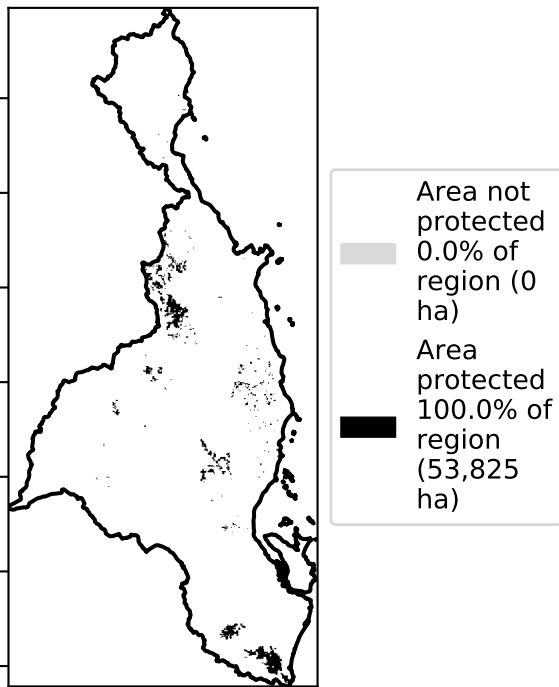 Area not
protected
0.0% of
region (0
ha)
Area
protected
100.0% of
region
(53,825
ha)